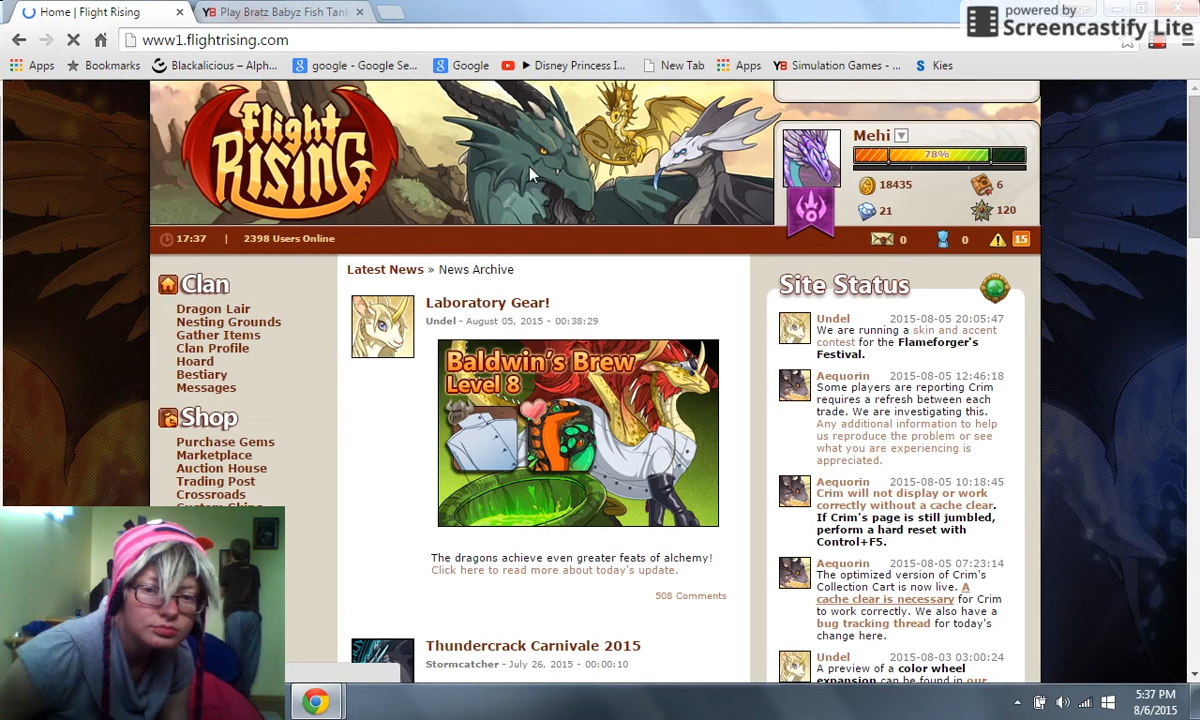 Home | Flight Rising
YB Play Bratz Babyz Fish Tank
powered by
Screencastify Lite
www1.flightrising.com
Apps
Bookmarks
Blackalicious – Alph...
google - Google Se...
Google
Disney Princess I...
New Tab
Apps
YB Simulation Games - ...
S Kies
flight
RISING
Mehi
78%
18435
6
21
120
17:37 | 2398 Users Online
0
0
15
Clan
Dragon Lair
Nesting Grounds
Gather Items
Clan Profile
Hoard
Bestiary
Messages
Shop
Purchase Gems
Marketplace
Auction House
Trading Post
Crossroads
Latest News » News Archive
Laboratory Gear!
Undel - August 05, 2015 - 00:38:29
Baldwin's Brew
Level 8
The dragons achieve even greater feats of alchemy!
Click here to read more about today's update.
508 Comments
Thundercrack Carnivale 2015
Stormcatcher - July 26, 2015 - 00:00:10
Site Status
Undel 2015-08-05 20:05:47
We are running a skin and accent
contest for the Flameforger's
Festival.
Aequorin 2015-08-05 12:46:18
Some players are reporting Crim
requires a refresh between each
trade. We are investigating this.
Any additional information to help
us reproduce the problem or see
what you are experiencing is
appreciated.
Aequorin 2015-08-05 10:18:45
Crim will not display or work
correctly without a cache clear.
If Crim's page is still jumbled,
perform a hard reset with
Control+F5.
Aequorin 2015-08-05 07:23:14
The optimized version of Crim's
Collection Cart is now live. A
cache clear is necessary for Crim
to work correctly. We also have a
bug tracking thread for today's
change here.
Undel 2015-08-03 03:00:24
A preview of a color wheel
expansion can be found in our
5:37 PM
8/6/2015